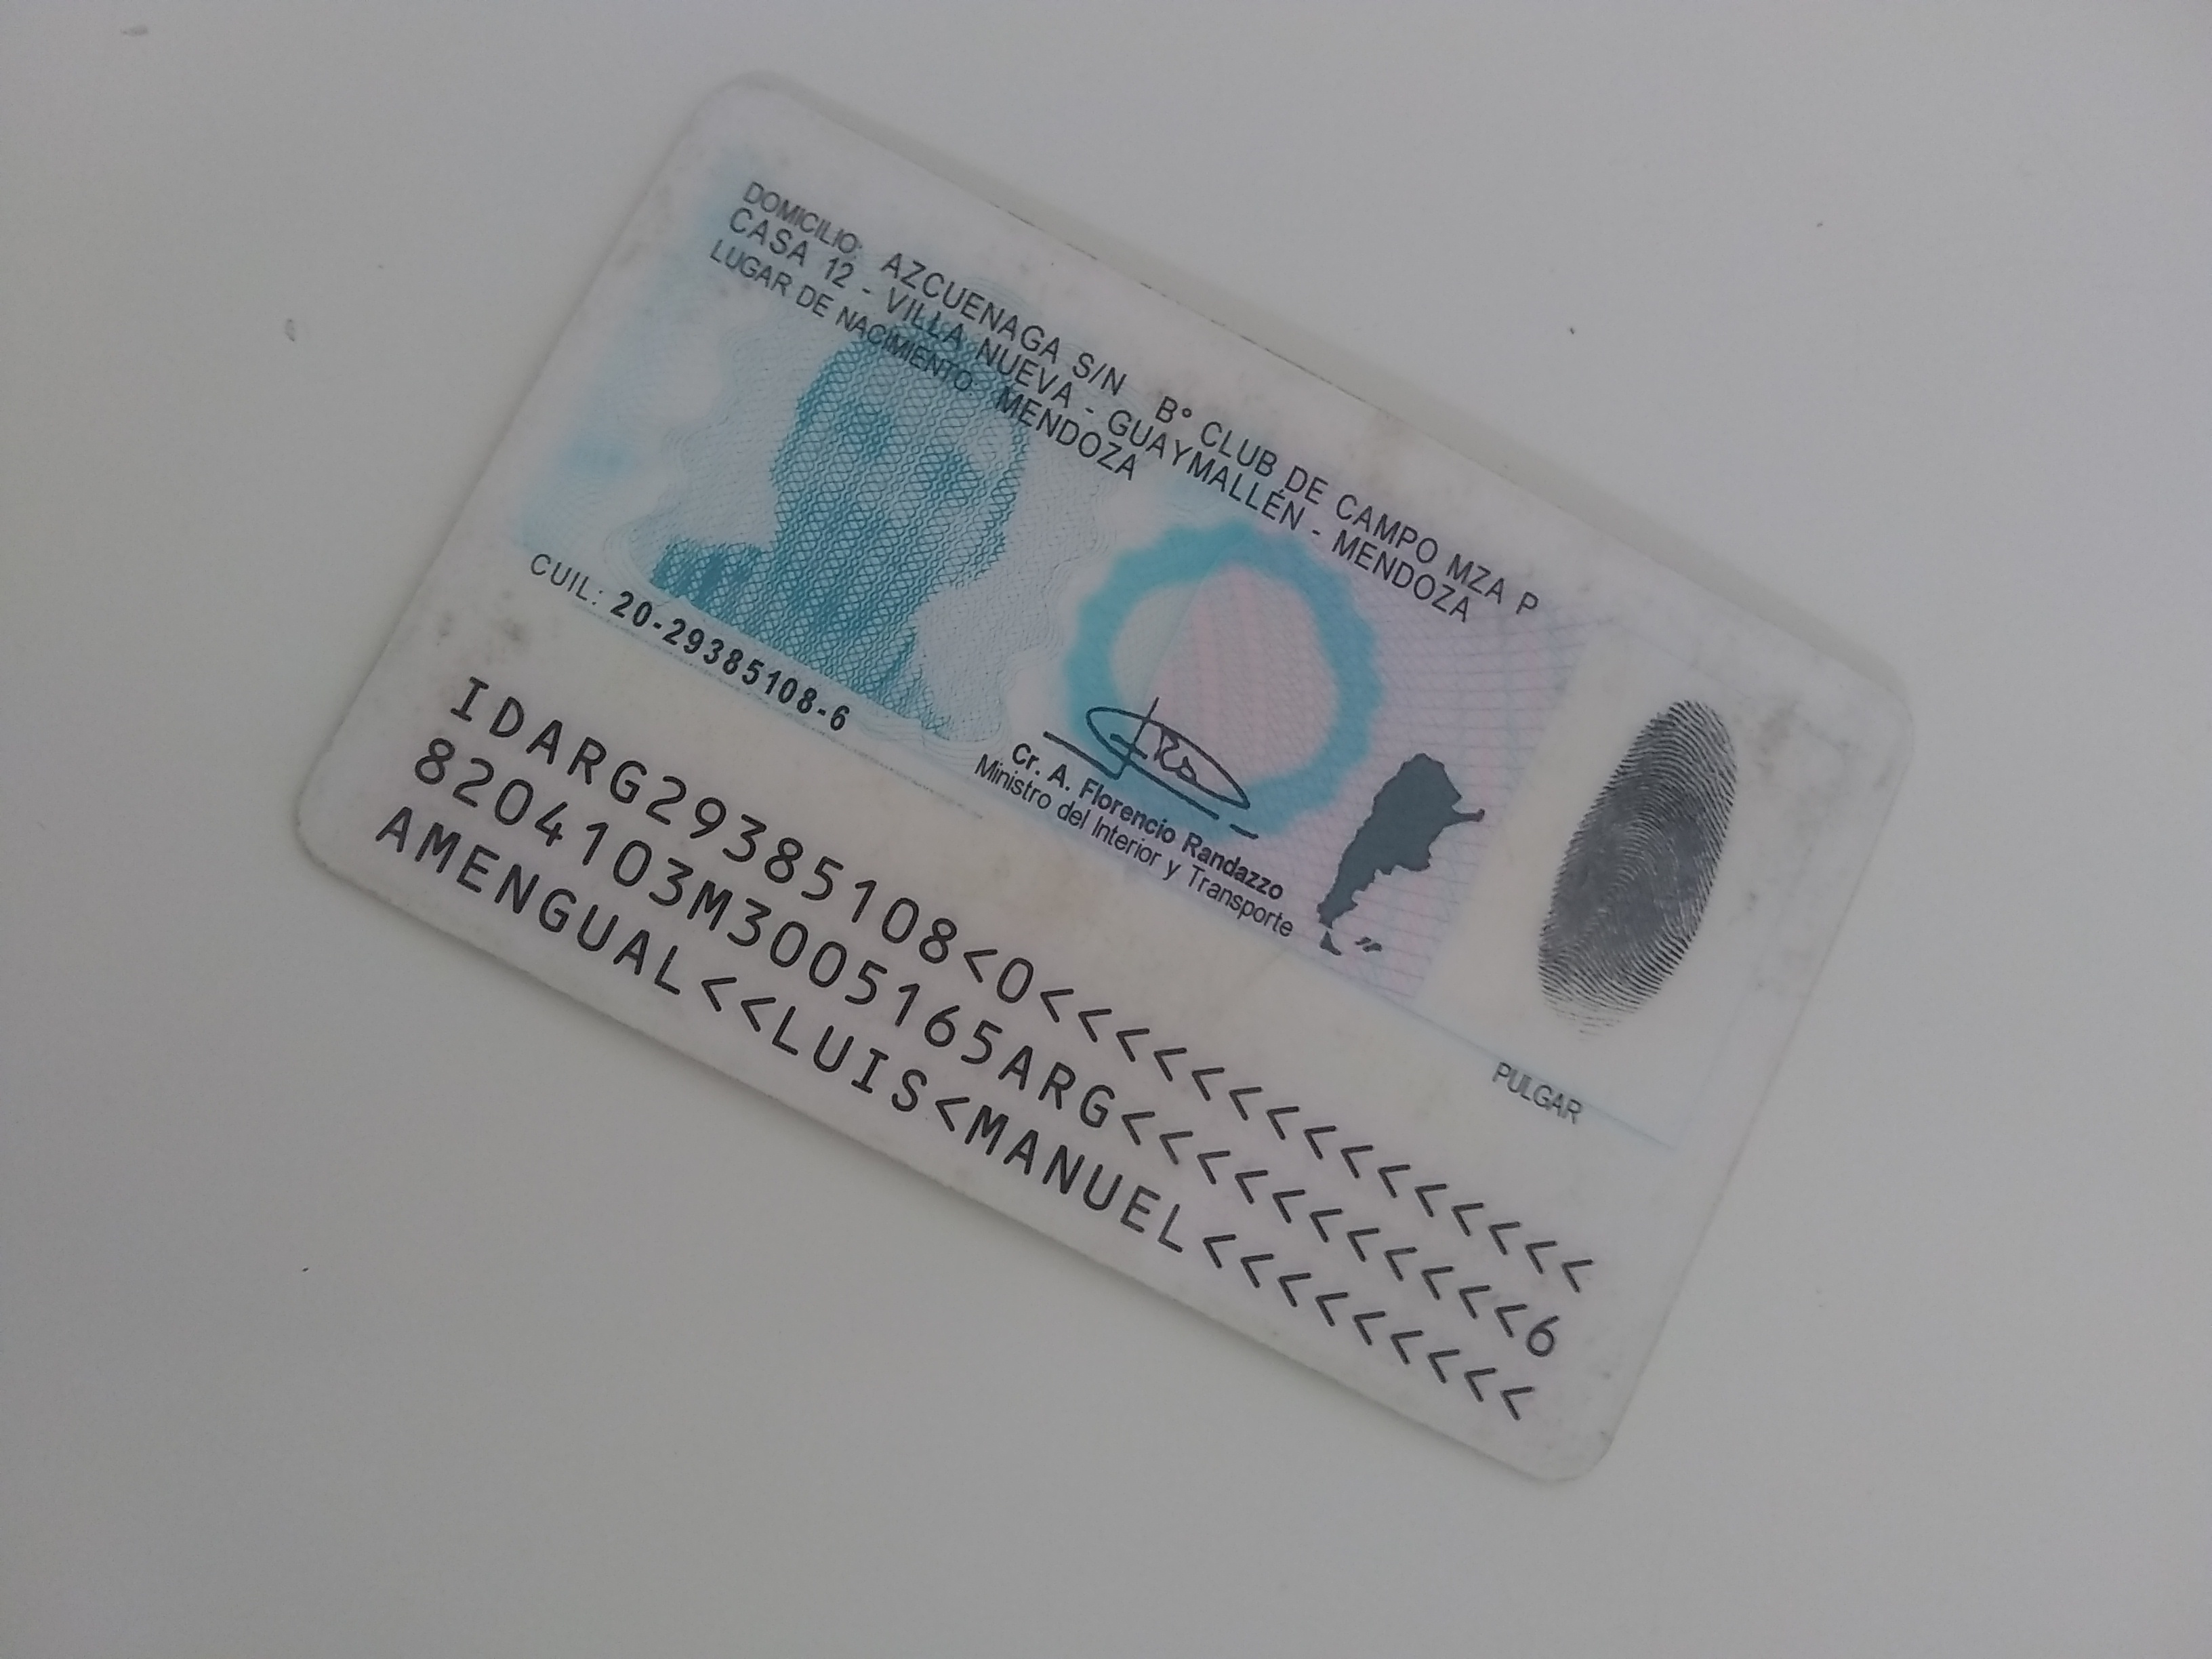 DOMICILIO: AZCUENAGA S/N B° CLUB DE CAMPO MZA P
CASA 12 - VILLA NUEVA - GUAYMALLÉN - MENDOZA
LUGAR DE NACIMIENTO: MENDOZA
CUIL: 20-29385108-6
Cr. A. Florencio Randazzo
Ministro del Interior y Transporte
PULGAR
IDARG29385108<0<<<<<<<<<<<<<<<
8204103M3005165ARG<<<<<<<<<<<6
AMENGUAL<<LUIS<MANUEL<<<<<<<<<